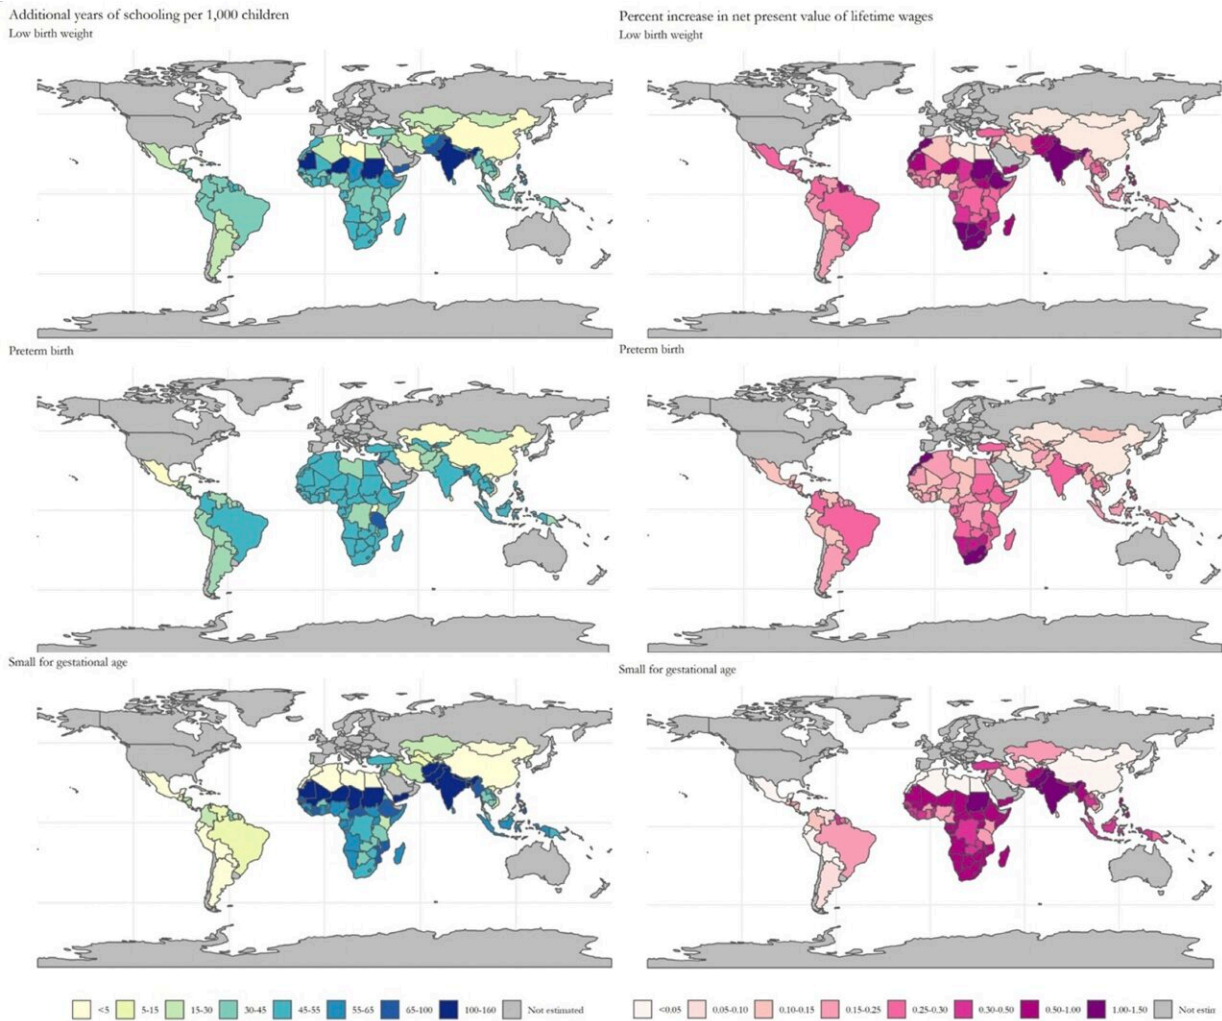 Additional years of schooling per 1,000 children
Low birth weight
Percent increase in net present value of lifetime wages
Low birth weight
Preterm birth
Preterm birth
Small for gestational age
Small for gestational age
<5 5-15 15-30 30-45 45-55 55-65 65-100 100-160 Not estimated
<0.05 0.05-0.10 0.10-0.15 0.15-0.25 0.25-0.30 0.30-0.50 0.50-1.00 1.00-1.50 Not estir